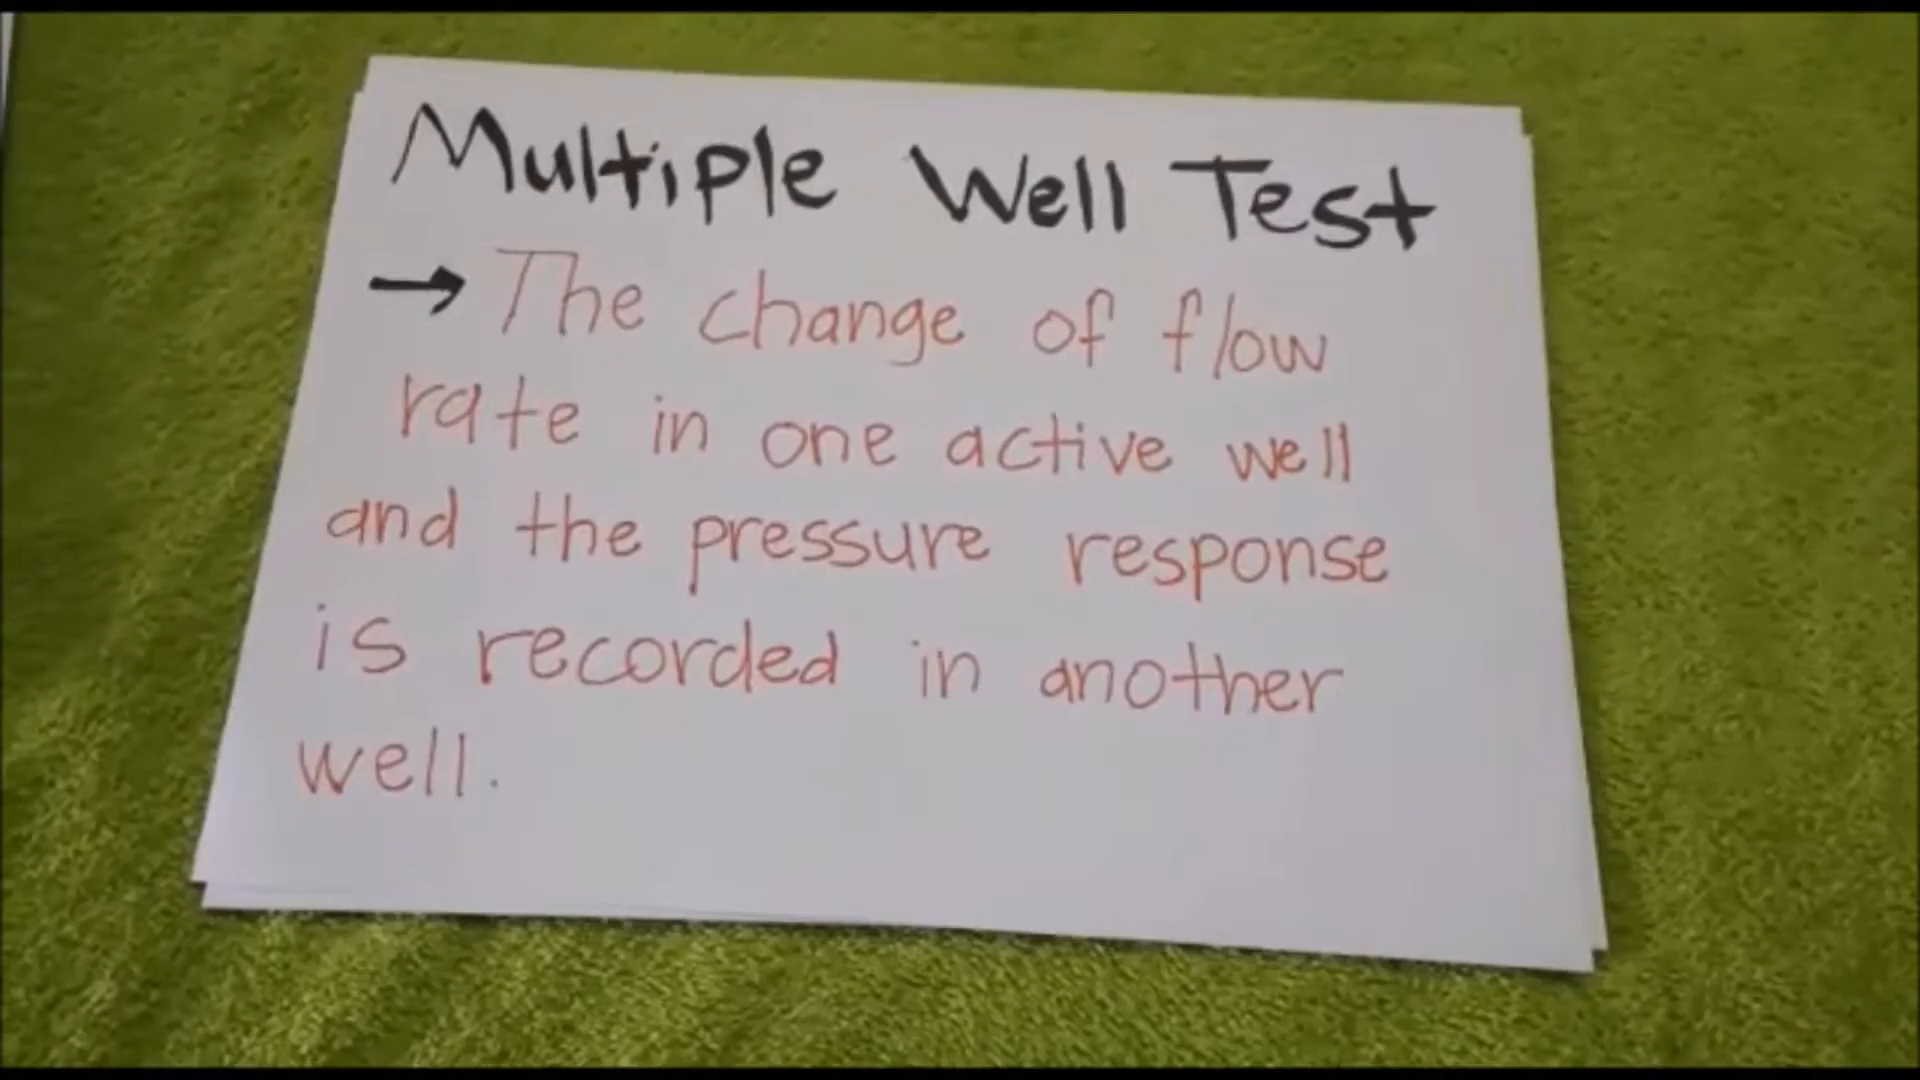 Multiple Well Test
→ The change of flow
rate in one active well
and the pressure response
is recorded in another
well.